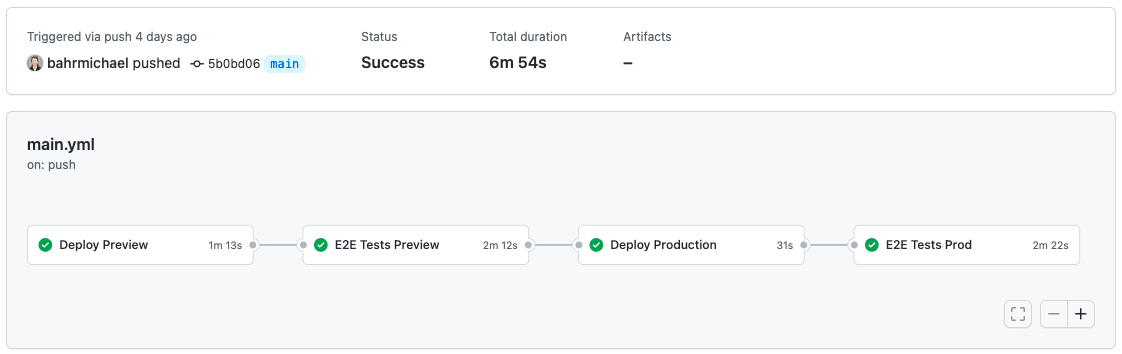 Triggered via push 4 days ago
bahrmichael pushed 5b0bd06 main
Status
Success
Total duration
6m 54s
Artifacts
–
main.yml
on: push
Deploy Preview 1m 13s
E2E Tests Preview 2m 12s
Deploy Production 31s
E2E Tests Prod 2m 22s